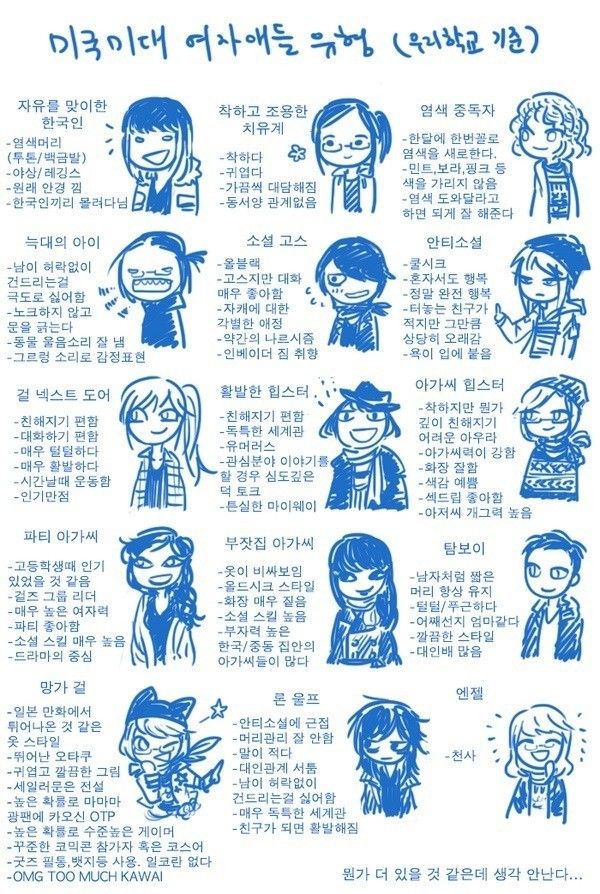 미국미대 여자애들 유형 (우리학교 기준)
자유를 맞이한
한국인
-염색머리
(투톤/백금발)
-야상/레깅스
-원래 안경 낌
-한국인끼리 몰려다님
착하고 조용한
치유계
-착하다
-귀엽다
-가끔씩 대담해짐
-동서양 관계없음
염색 중독자
-한달에 한번꼴로
염색을 새로한다.
-민트,보라,핑크 등
색을 가리지 않음
-염색 도와달라고
하면 되게 잘 해준다
늑대의 아이
-남이 허락없이
건드리는걸
극도로 싫어함
-노크하지 않고
문을 긁는다
-동물 울음소리 잘 냄
-그르렁 소리로 감정표현
소셜 고스
-올블랙
-고스지만 대화
매우 좋아함
-자캐에 대한
각별한 애정
-약간의 나르시즘
-인베이더 짐 취향
안티소셜
-쿨시크
-혼자서도 행복
-정말 완전 행복
-터놓는 친구가
적지만 그만큼
상당히 오래감
-욕이 입에 붙음
걸 넥스트 도어
-친해지기 편함
-대화하기 편함
-매우 털털하다
-매우 활발하다
-시간날때 운동함
-인기만점
활발한 힙스터
-친해지기 편함
-독특한 세계관
-유머러스
-관심분야 이야기를
할 경우 심도깊은
덕 토크
-튼실한 마이웨이
아가씨 힙스터
-착하지만 뭔가
깊이 친해지기
어려운 아우라
-아가씨력이 강함
-화장 잘함
-색감 예쁨
-섹드립 좋아함
-아저씨 개그력 높음
파티 아가씨
-고등학생때 인기
있었을 것 같음
-걸즈 그룹 리더
-매우 높은 여자력
-파티 좋아함
-소셜 스킬 매우 높음
-드라마의 중심
부잣집 아가씨
-옷이 비싸보임
-올드시크 스타일
-화장 매우 짙음
-소셜 스킬 높음
-부자력 높은
한국/중동 집안의
아가씨들이 많다
탐보이
-남자처럼 짧은
머리 항상 유지
-털털/푸근하다
-어째선지 엄마같다
-깔끔한 스타일
-대인배 많음
망가 걸
-일본 만화에서
튀어나온 것 같은
옷 스타일
-뛰어난 오타쿠
-귀엽고 깔끔한 그림
-세일러문은 전설
-높은 확률로 마마마
광팬에 카오신 OTP
-높은 확률로 수준높은 게이머
-꾸준한 코믹콘 참가자 혹은 코스어
-굿즈 필통,뱃지등 사용. 일코란 없다
-OMG TOO MUCH KAWAI
론 울프
-안티소셜에 근접
-머리관리 잘 안함
-말이 적다
-대인관계 서툼
-남이 허락없이
건드리는걸 싫어함
-매우 독특한 세계관
-친구가 되면 활발해짐
엔젤
-천사
뭔가 더 있을 것 같은데 생각 안난다...